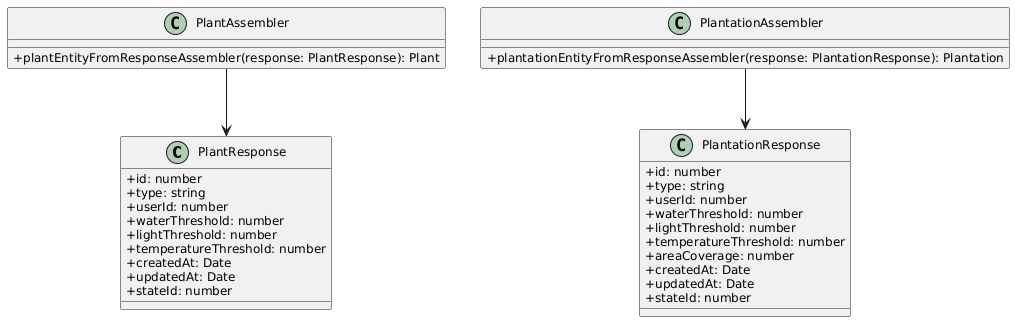 C PlantAssembler
+plantEntityFromResponseAssembler(response: PlantResponse): Plant
C PlantationAssembler
+plantationEntityFromResponseAssembler(response: PlantationResponse): Plantation
C PlantResponse
+id: number
+type: string
+userId: number
+waterThreshold: number
+lightThreshold: number
+temperatureThreshold: number
+createdAt: Date
+updatedAt: Date
+stateId: number
C PlantationResponse
+id: number
+type: string
+userId: number
+waterThreshold: number
+lightThreshold: number
+temperatureThreshold: number
+areaCoverage: number
+createdAt: Date
+updatedAt: Date
+stateId: number